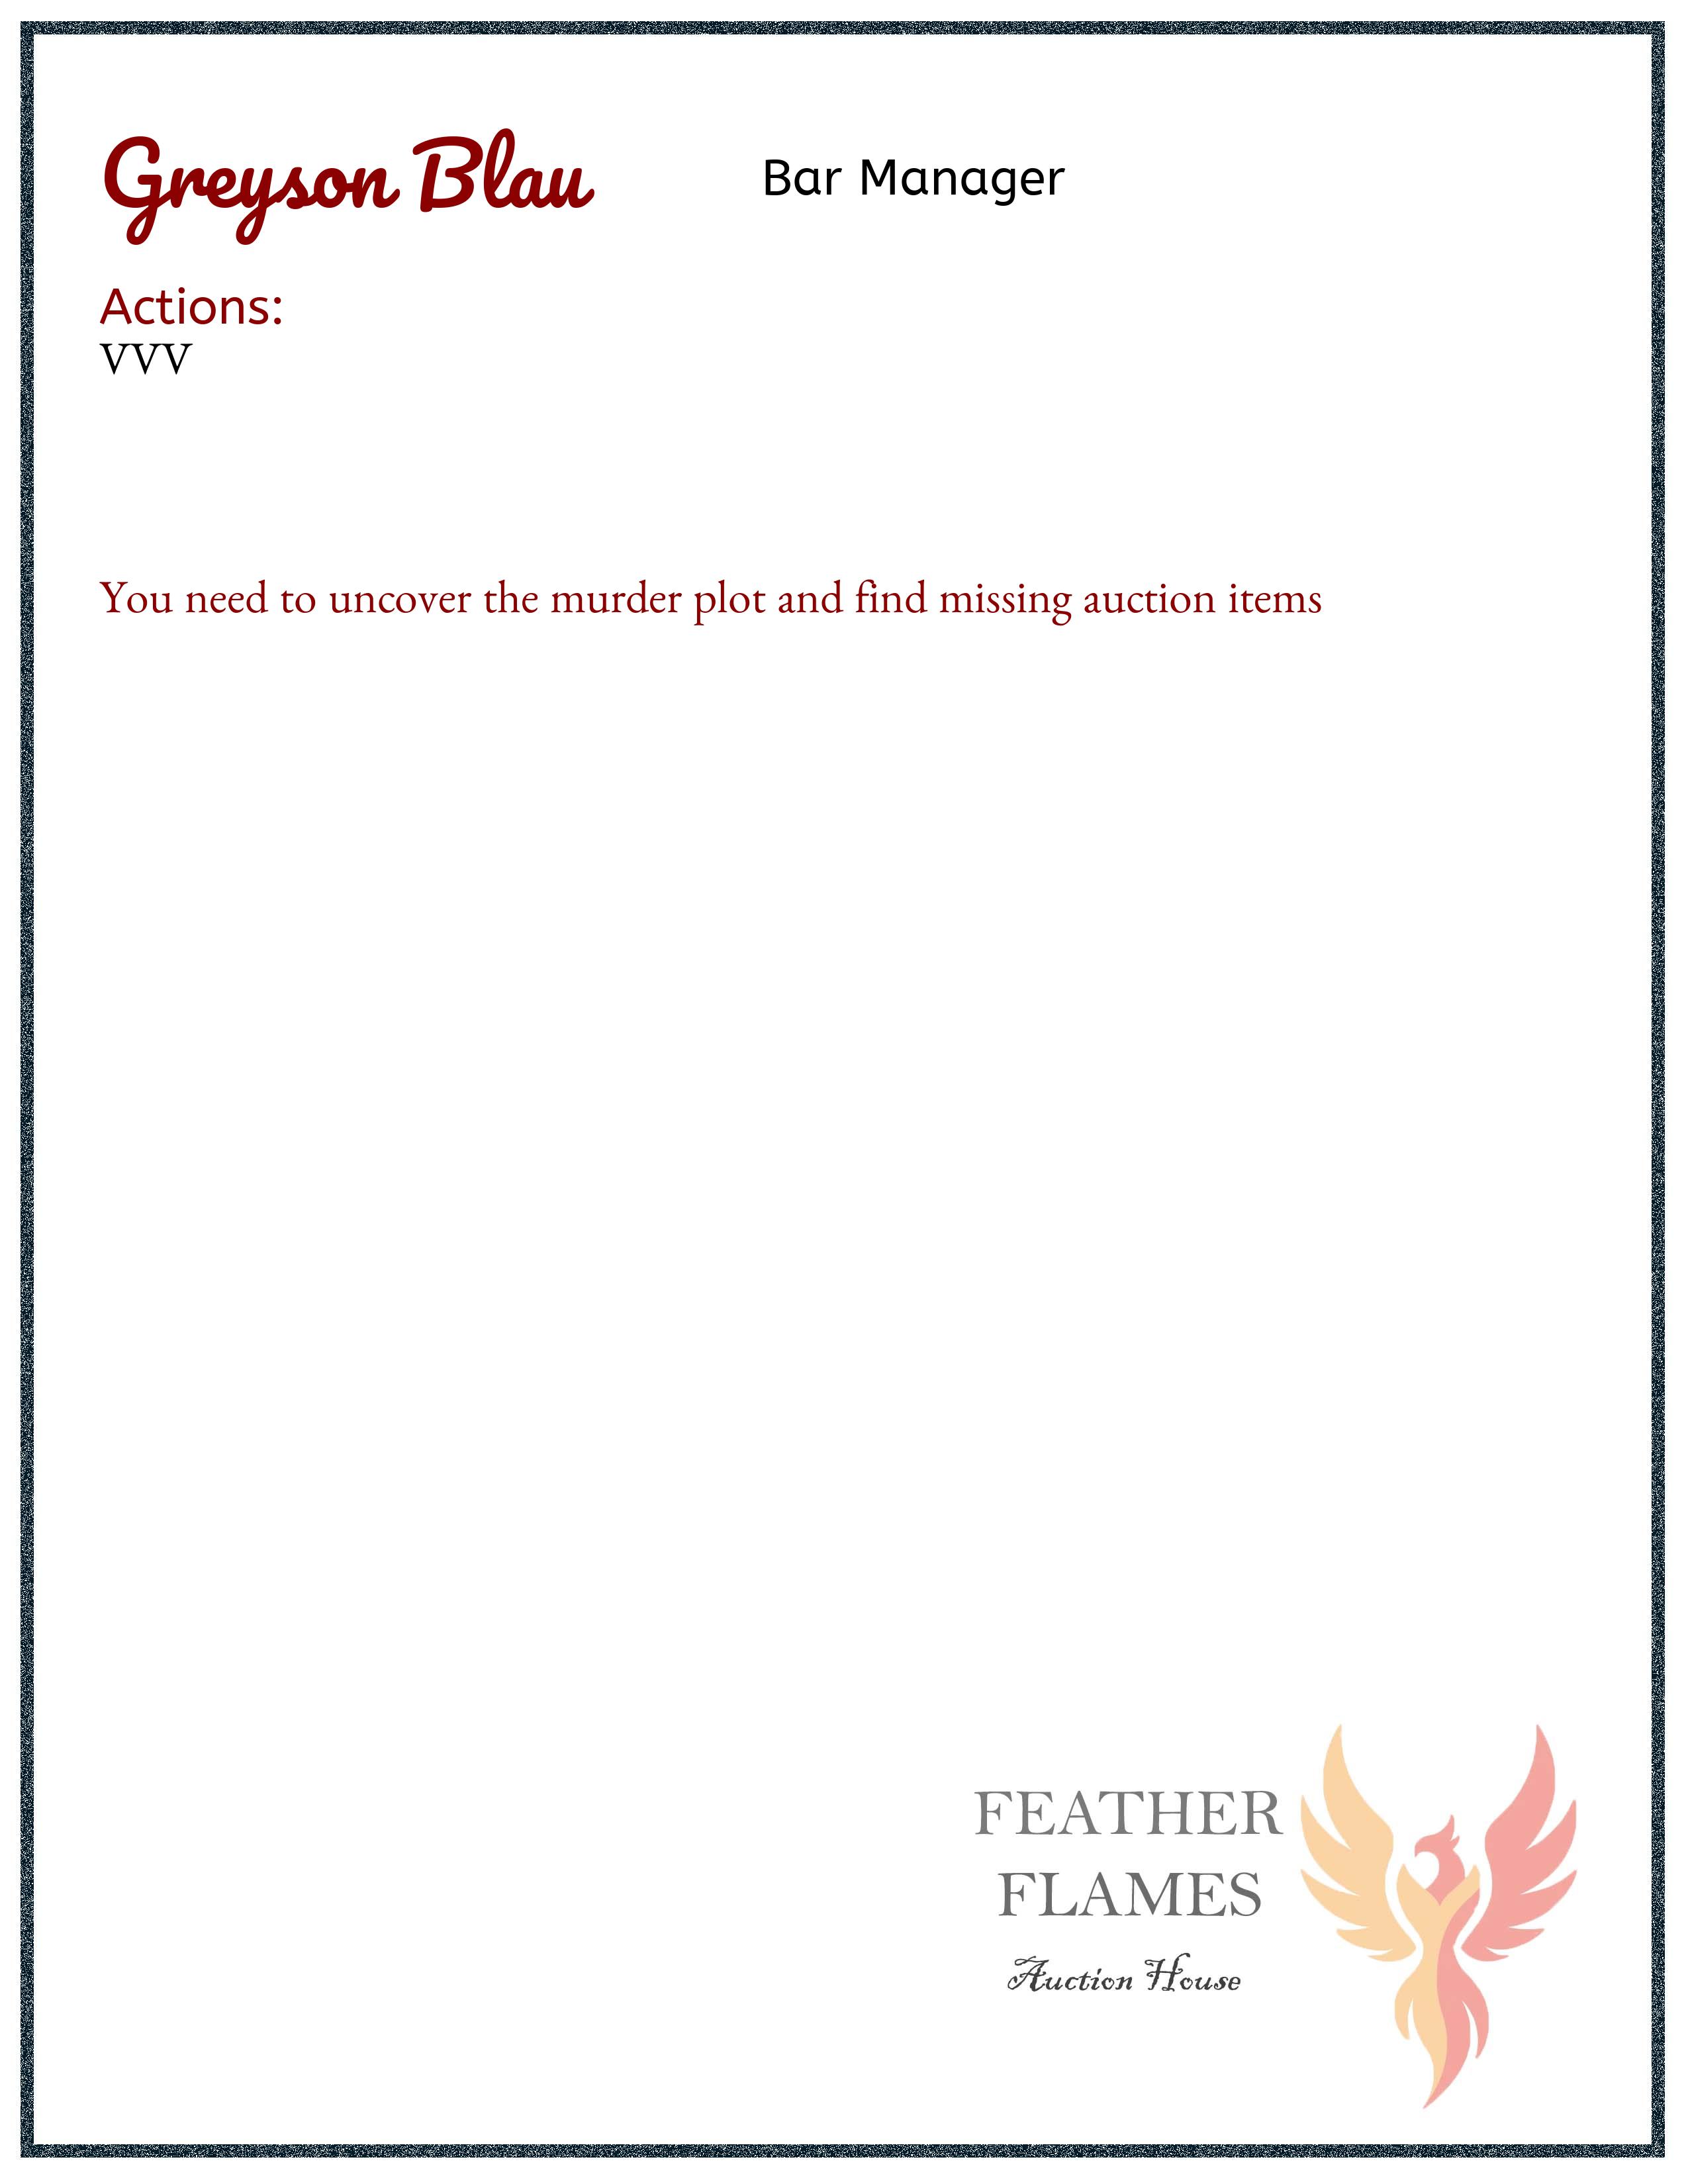 Greyson Blau Bar Manager
Actions:
VVV
You need to uncover the murder plot and find missing auction items
FEATHER
FLAMES
Auction House